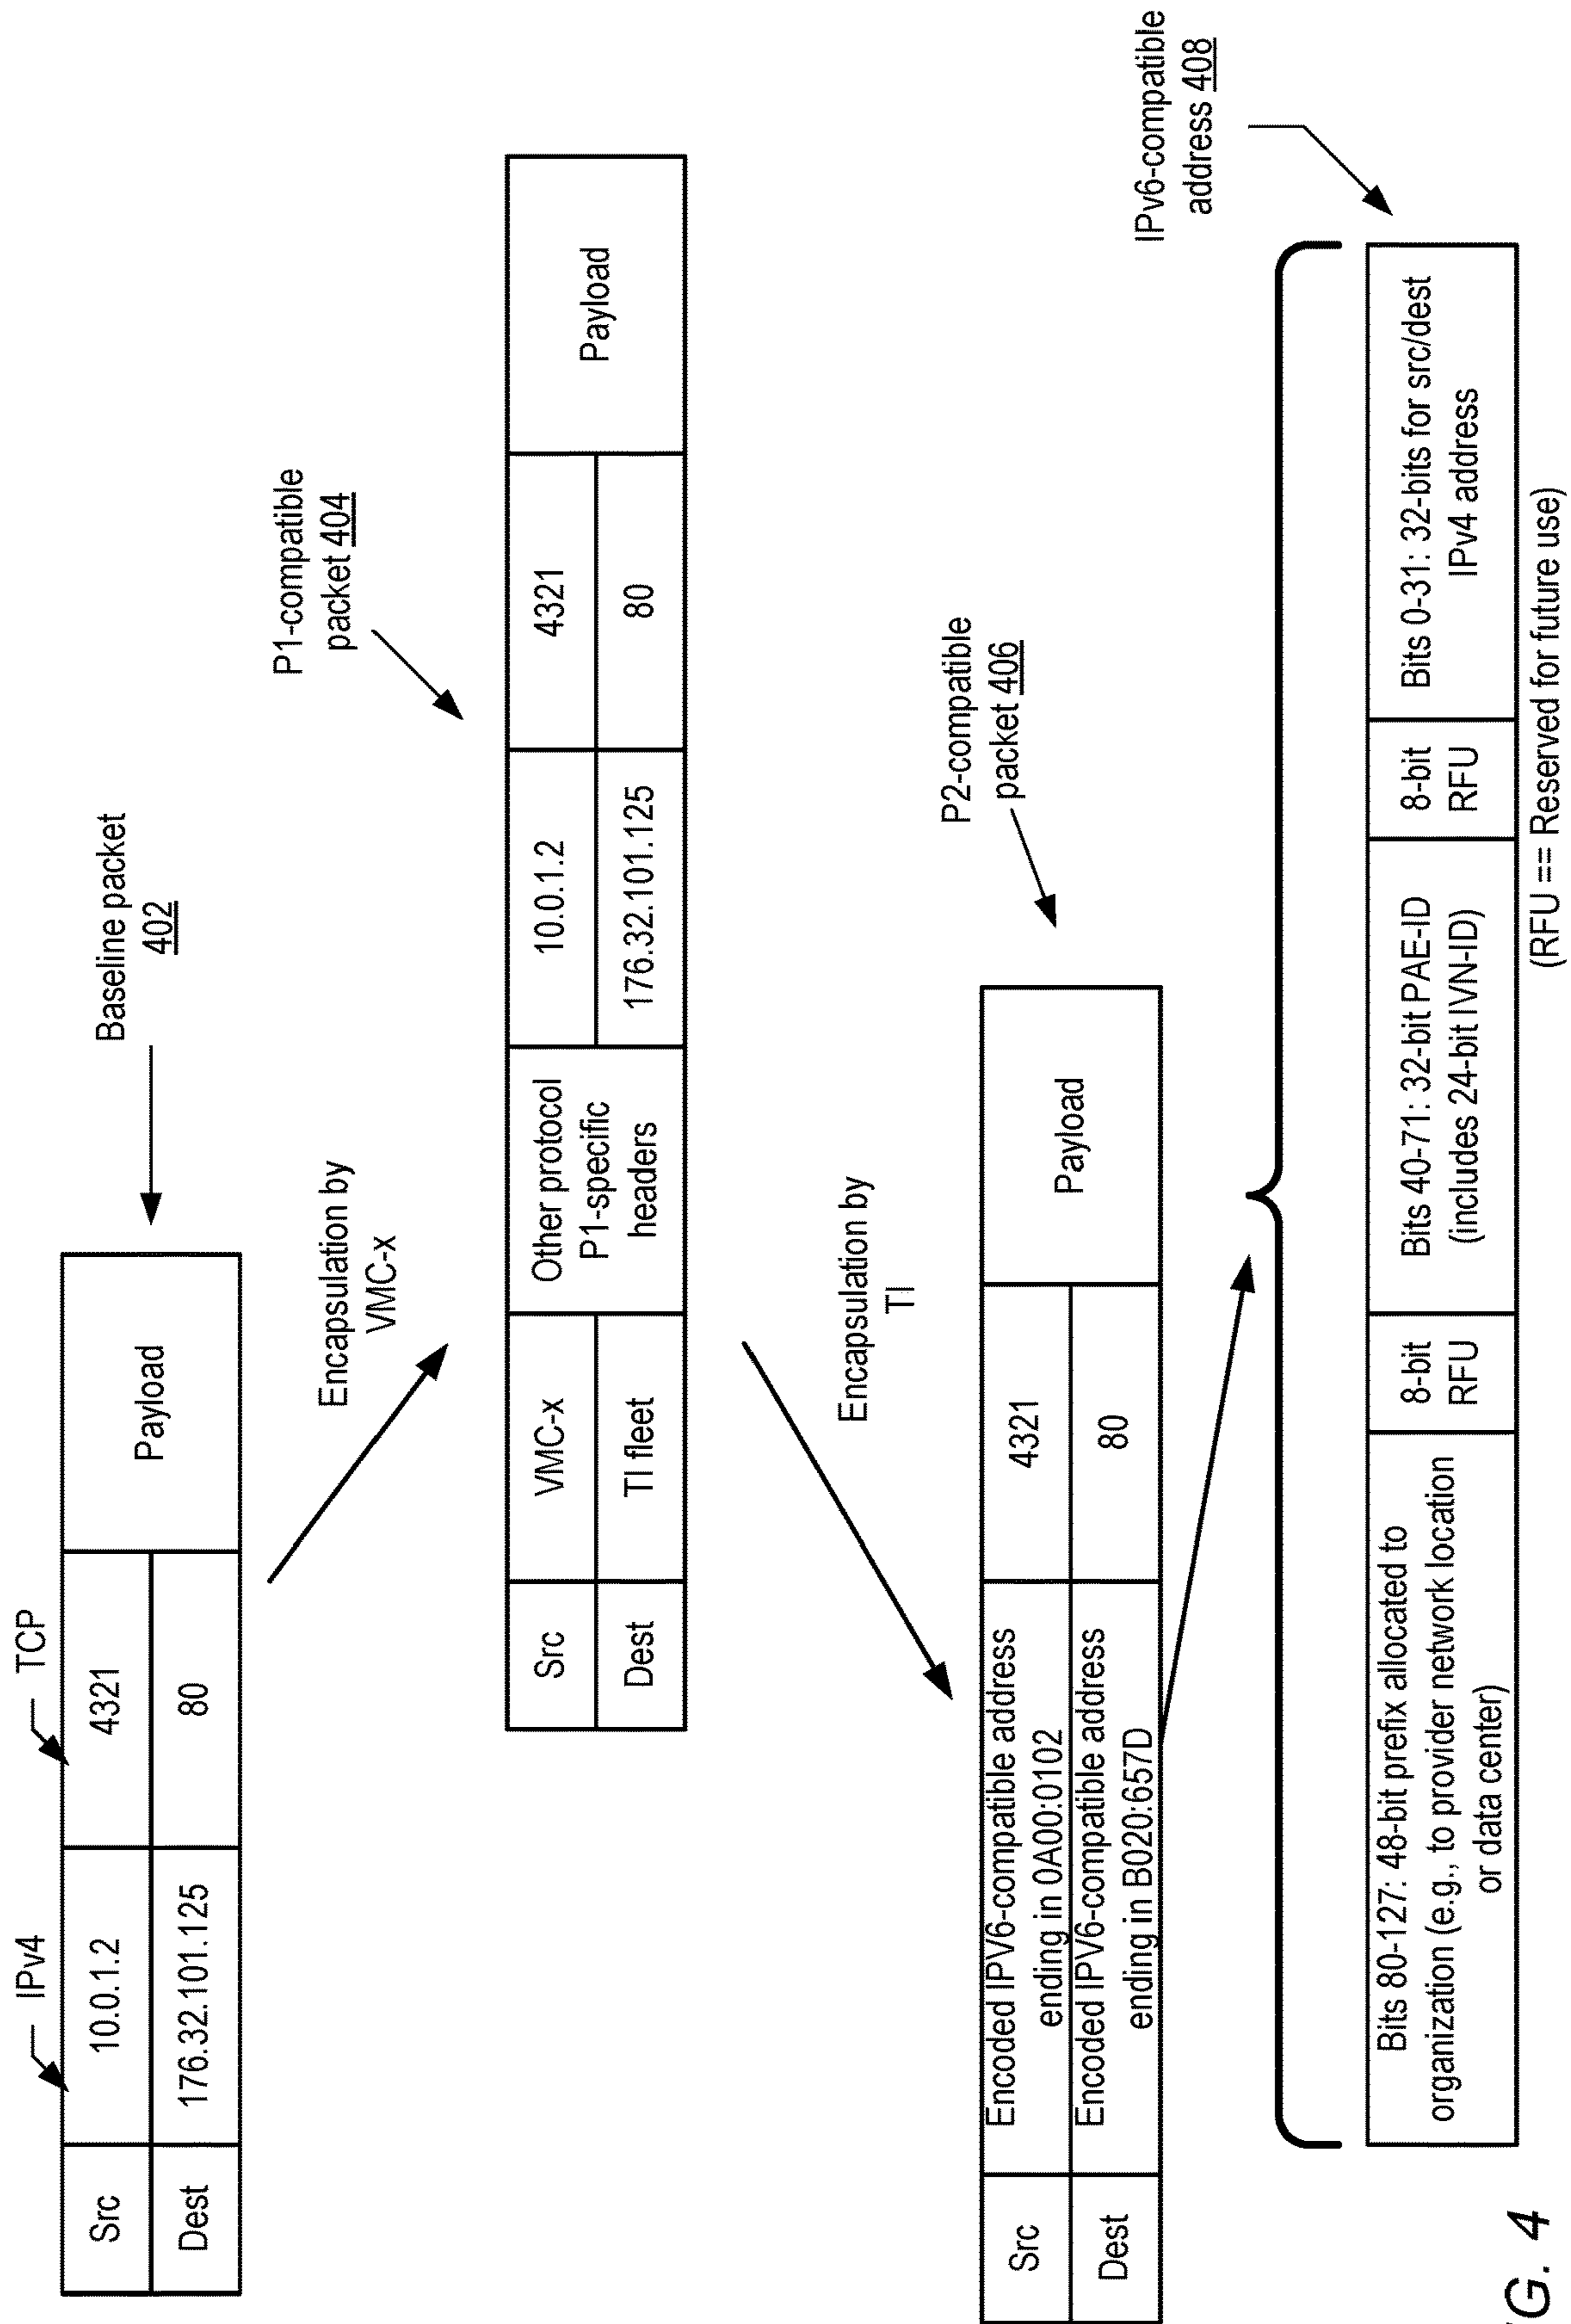 IPv4
TCP
Src
10.0.1.2
4321
Payload
Dest
176.32.101.125
80
Baseline packet
402
Encapsulation by
VMC-x
P1-compatible
packet 404
Src
VMC-x
Other protocol
P1-specific
headers
10.0.1.2
4321
Payload
Dest
TI fleet
176.32.101.125
80
Encapsulation by
TI
P2-compatible
packet 406
Src
Encoded IPV6-compatible address
ending in 0A00:0102
4321
Payload
Dest
Encoded IPV6-compatible address
ending in B020:657D
80
IPv6-compatible
address 408
Bits 80-127: 48-bit prefix allocated to
organization (e.g., to provider network location
or data center)
8-bit
RFU
Bits 40-71: 32-bit PAE-ID
(includes 24-bit IVN-ID)
8-bit
RFU
Bits 0-31: 32-bits for src/dest
IPv4 address
(RFU == Reserved for future use)
G. 4